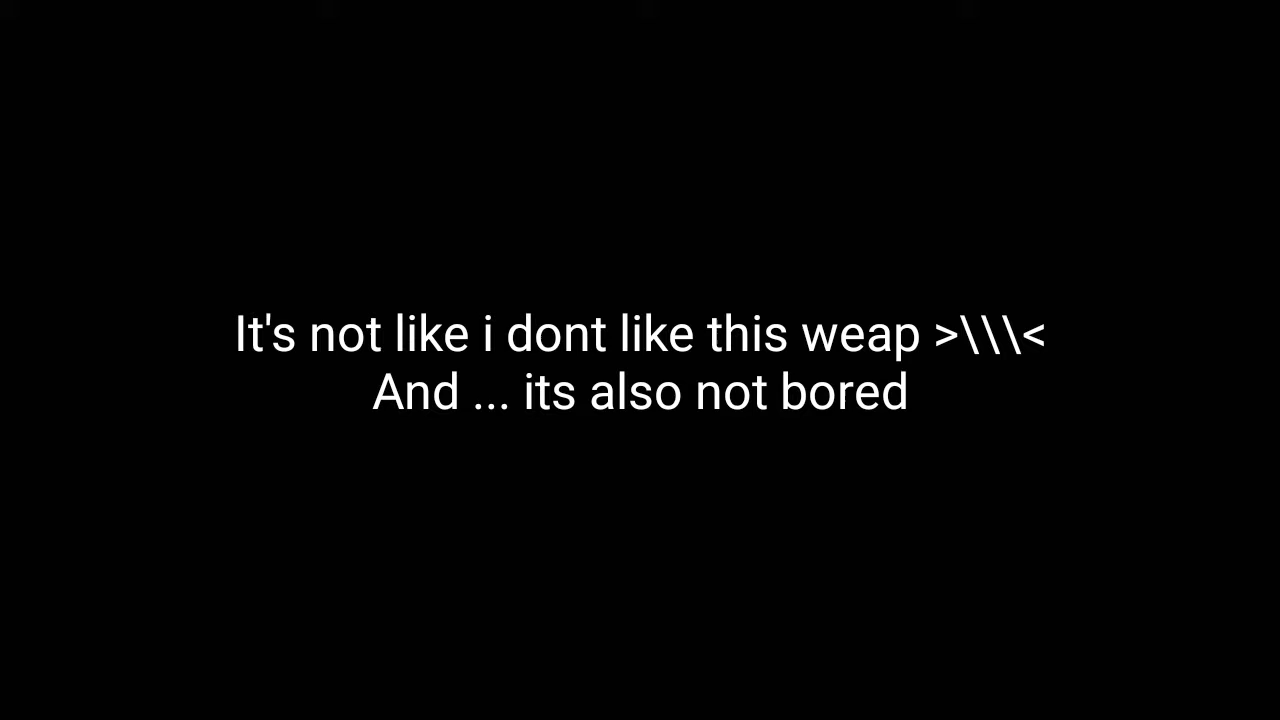 It's not like i dont like this weap >\\\<
And ... its also not bored